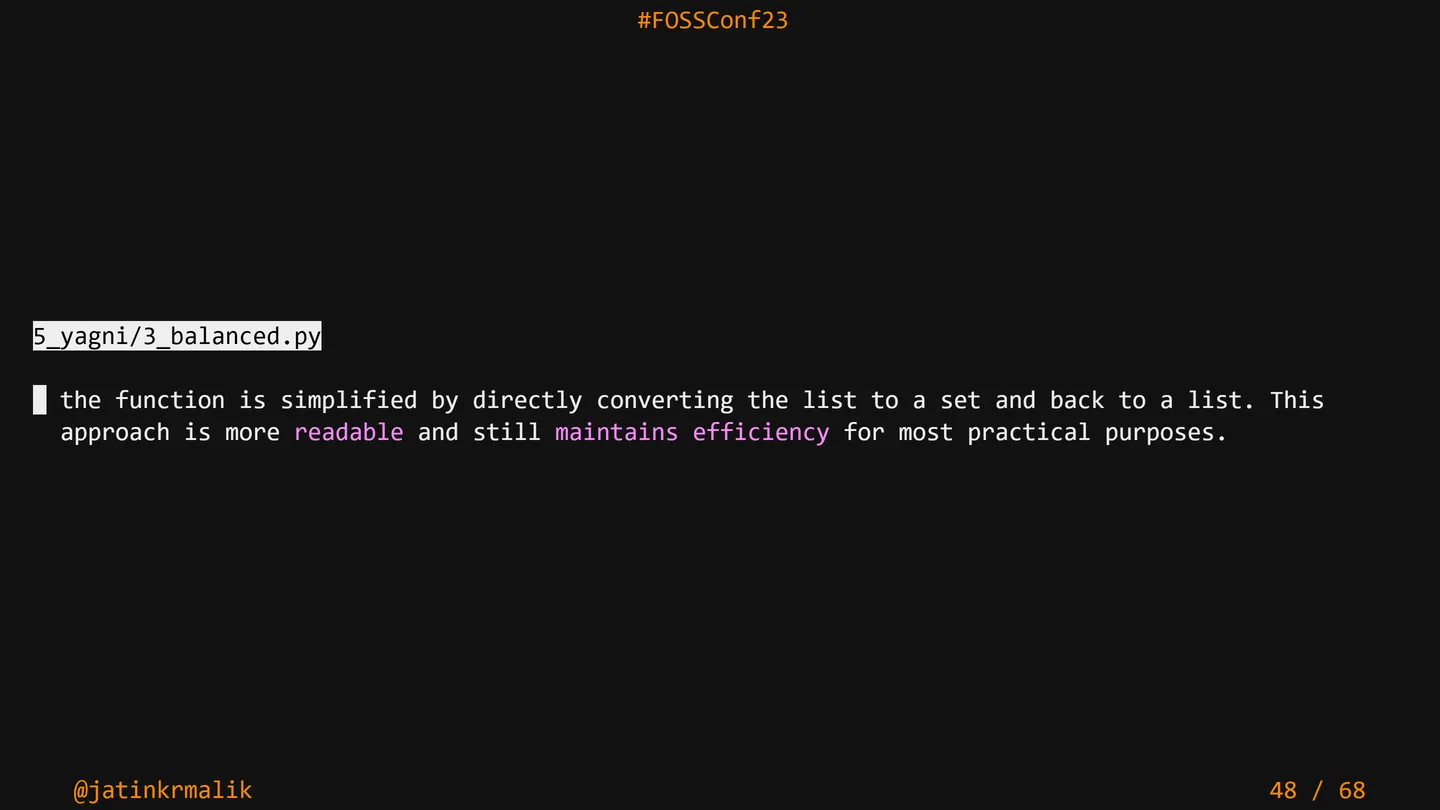 #FOSSConf23
5_yagni/3_balanced.py
the function is simplified by directly converting the list to a set and back to a list. This
approach is more readable and still maintains efficiency for most practical purposes.
@jatinkrmalik
48 / 68